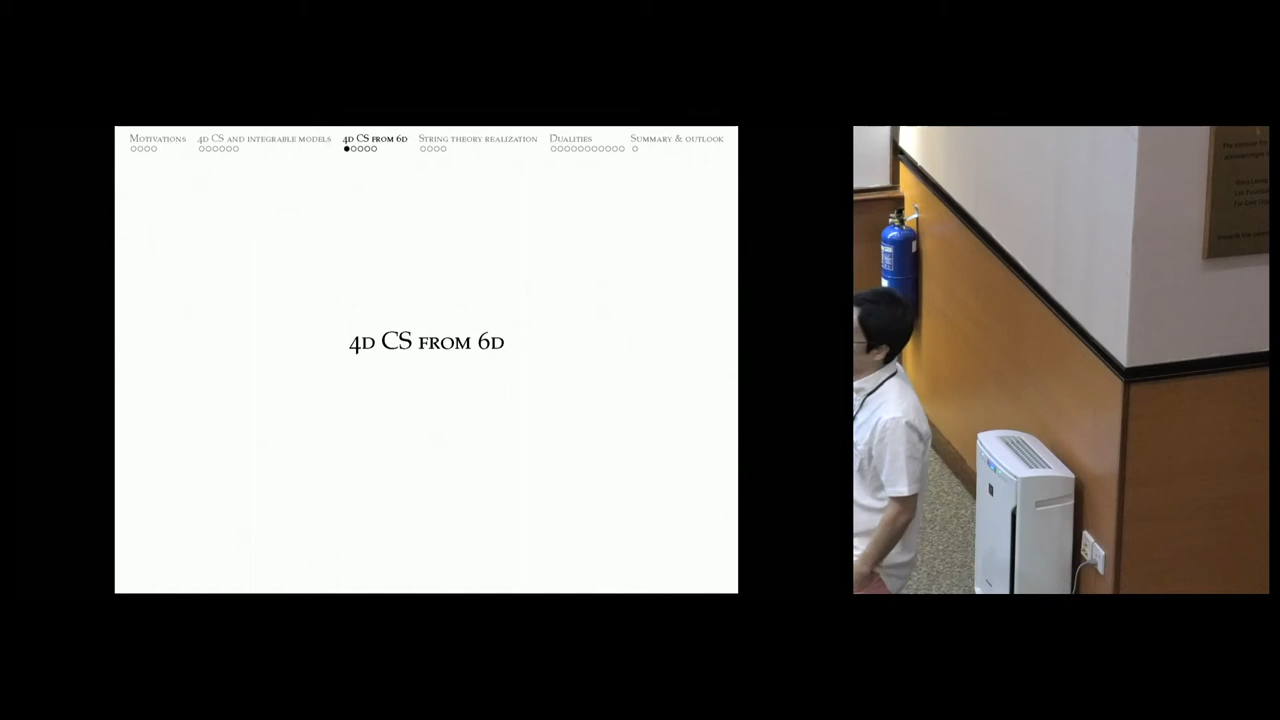 Motivations 4d CS and integrable models 4d CS from 6d String theory realization Dualities Summary & outlook
4d CS from 6d